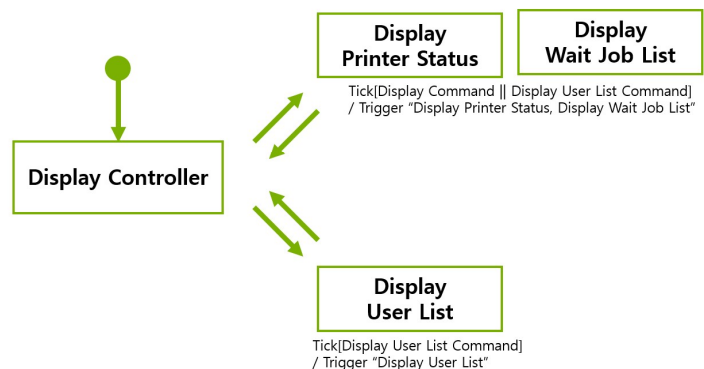 Display
Printer Status
Display
Wait Job List
Tick[Display Command || Display User List Command]
/ Trigger “Display Printer Status, Display Wait Job List”
Display Controller
Display
User List
Tick[Display User List Command]
/ Trigger “Display User List”